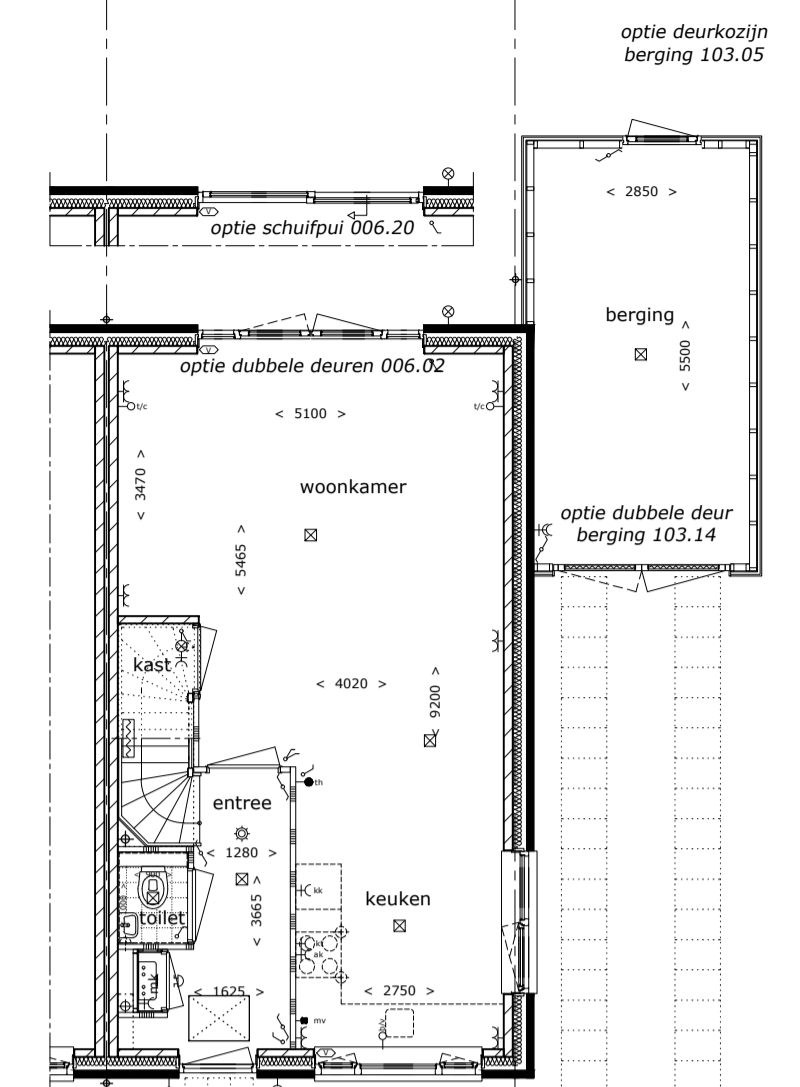 optie deurkozijn
berging 103.05
< 2850 >
V
optie schuifpui 006.20
berging
< 5500 >
V
optie dubbele deuren 006.02
t/c
t/c
< 5100 >
< 3470 >
woonkamer
optie dubbele deur
berging 103.14
< 5465 >
kast
< 4020 >
< 9200 >
th
entree
< 1280 >
kk
keuken
toilet
< 3665 >
ak
mk
< 1625 >
< 2750 >
mv
V